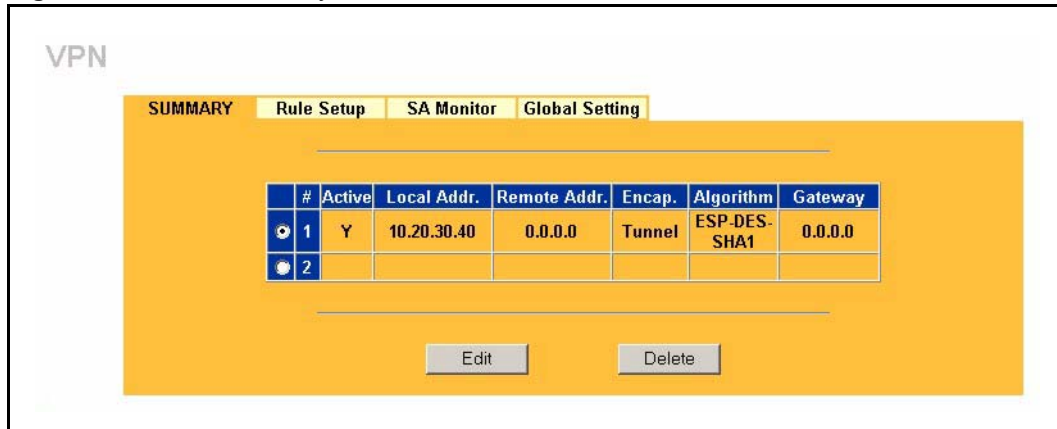 VPN
SUMMARY Rule Setup SA Monitor Global Setting
# Active Local Addr. Remote Addr. Encap. Algorithm Gateway
1 Y 10.20.30.40 0.0.0.0 Tunnel ESP-DES-SHA1 0.0.0.0
2
Edit Delete